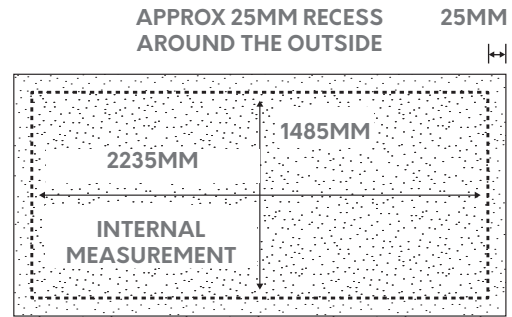 APPROX 25MM RECESS
AROUND THE OUTSIDE
25MM
1485MM
2235MM
INTERNAL
MEASUREMENT